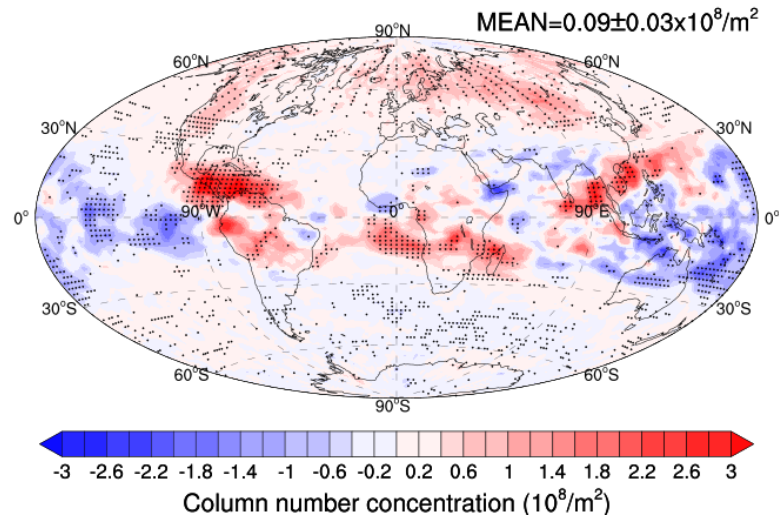 MEAN=0.09±0.03x10⁸/m²
90°N
60°N 60°N
30°N 30°N
0° 90°W 0° 90°E 0°
30°S 30°S
60°S 60°S
90°S
-3 -2.6 -2.2 -1.8 -1.4 -1 -0.6 -0.2 0.2 0.6 1 1.4 1.8 2.2 2.6 3
Column number concentration (10⁸/m²)